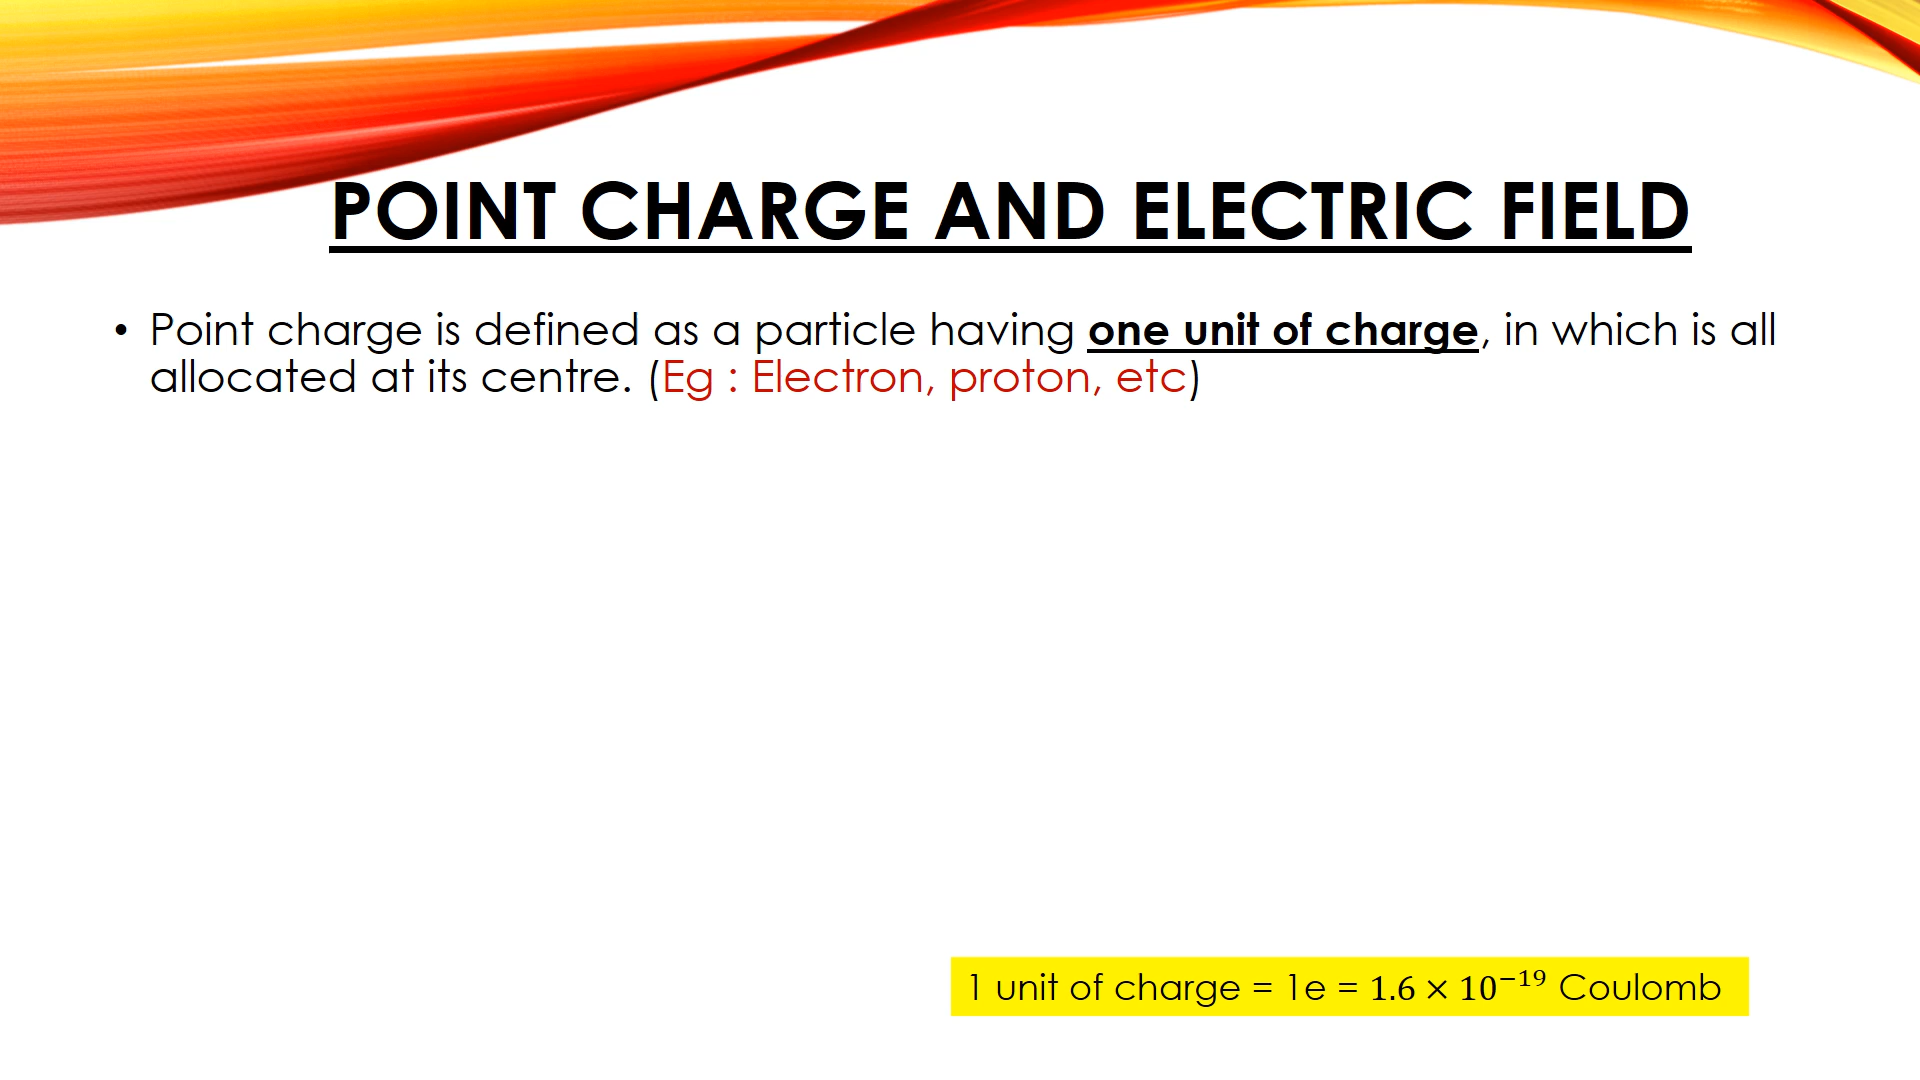 POINT CHARGE AND ELECTRIC FIELD
• Point charge is defined as a particle having one unit of charge, in which is all
allocated at its centre. (Eg : Electron, proton, etc)
1 unit of charge = 1e = 1.6 × 10⁻¹⁹ Coulomb